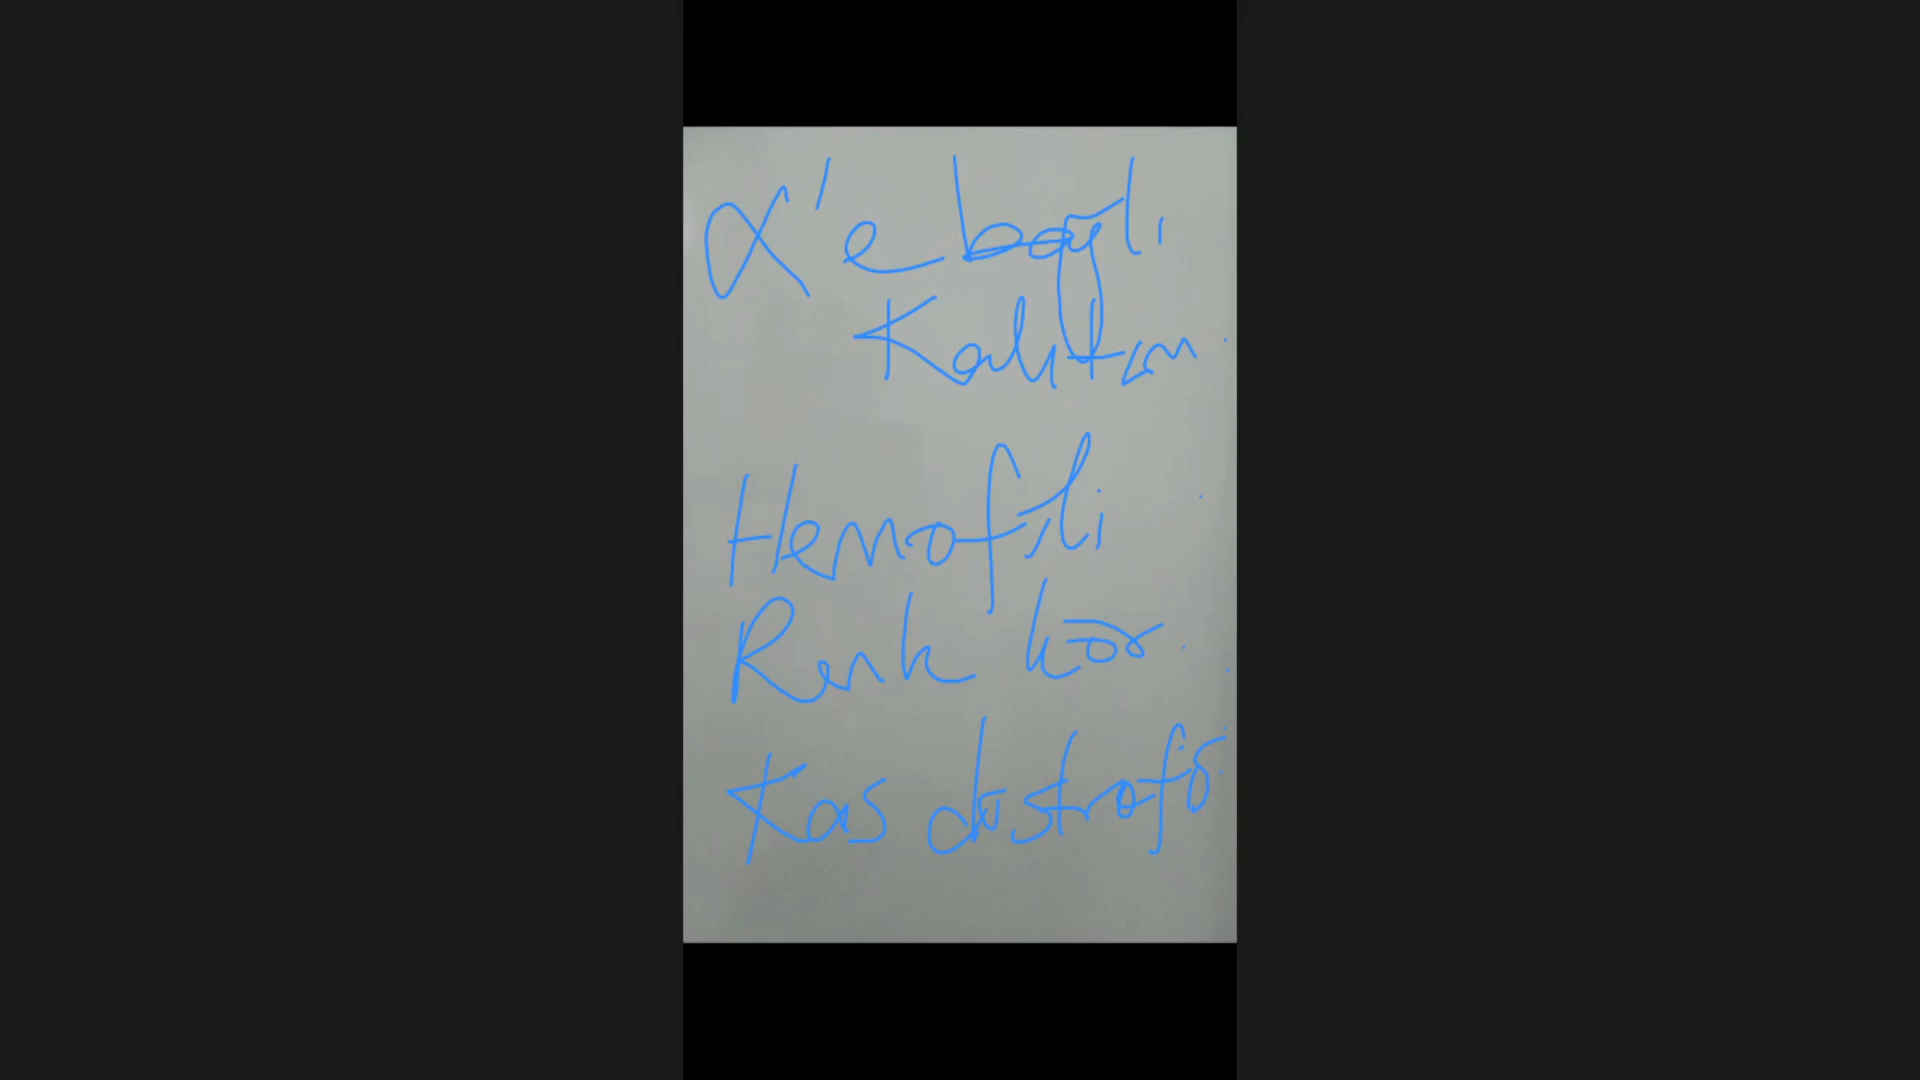 X'e bağlı
Kalıtım
Hemofili
Renk kör.
Kas distrofi